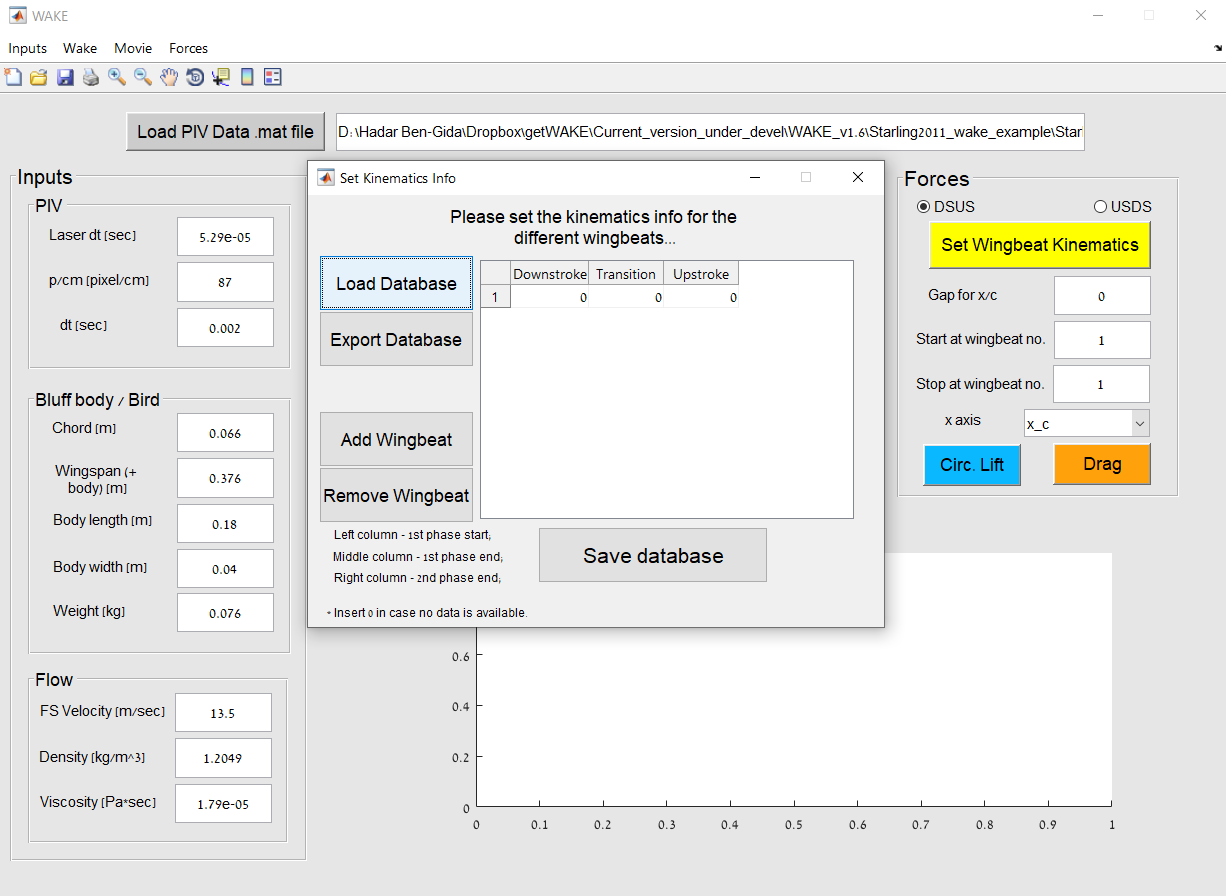 WAKE
Inputs Wake Movie Forces
Load PIV Data .mat file
D:\Hadar Ben-Gida\Dropbox\getWAKE\Current_version_under_devel\WAKE_v1.6\Starling2011_wake_example\Star
Inputs
PIV
Laser dt [sec] 5.29e-05
p/cm [pixel/cm] 87
dt [sec] 0.002
Bluff body / Bird
Chord [m] 0.066
Wingspan (+
body) [m] 0.376
Body length [m] 0.18
Body width [m] 0.04
Weight [kg] 0.076
Flow
FS Velocity [m/sec] 13.5
Density [kg/m^3] 1.2049
Viscosity [Pa*sec] 1.79e-05
Set Kinematics Info
Please set the kinematics info for the
different wingbeats...
Load Database
Export Database
Add Wingbeat
Remove Wingbeat
Downstroke Transition Upstroke
1 0 0 0
Left column - 1st phase start;
Middle column - 1st phase end;
Right column - 2nd phase end;
* Insert 0 in case no data is available.
Save database
Forces
DSUS USDS
Set Wingbeat Kinematics
Gap for x/c 0
Start at wingbeat no. 1
Stop at wingbeat no. 1
x axis x_c
Circ. Lift Drag
0.6
0.4
0.2
0
0 0.1 0.2 0.3 0.4 0.5 0.6 0.7 0.8 0.9 1